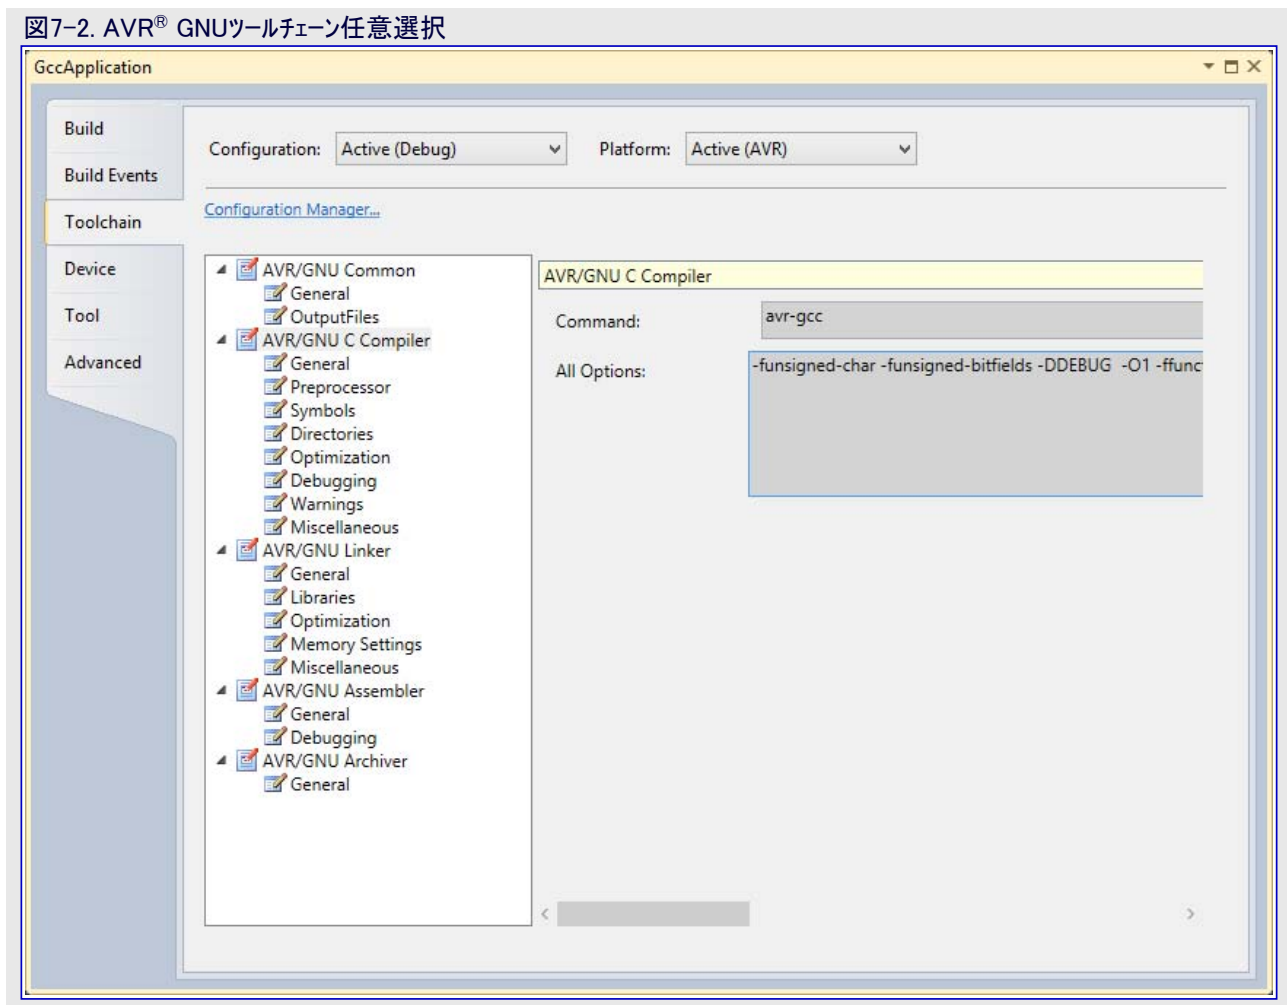 図7-2. AVR® GNUツールチェーン任意選択
GccApplication
Build
Build Events
Toolchain
Device
Tool
Advanced
Configuration: Active (Debug) Platform: Active (AVR)
Configuration Manager...
AVR/GNU Common
General
OutputFiles
AVR/GNU C Compiler
General
Preprocessor
Symbols
Directories
Optimization
Debugging
Warnings
Miscellaneous
AVR/GNU Linker
General
Libraries
Optimization
Memory Settings
Miscellaneous
AVR/GNU Assembler
General
Debugging
AVR/GNU Archiver
General
AVR/GNU C Compiler
Command: avr-gcc
All Options: -funsigned-char -funsigned-bitfields -DDEBUG -O1 -ffunc